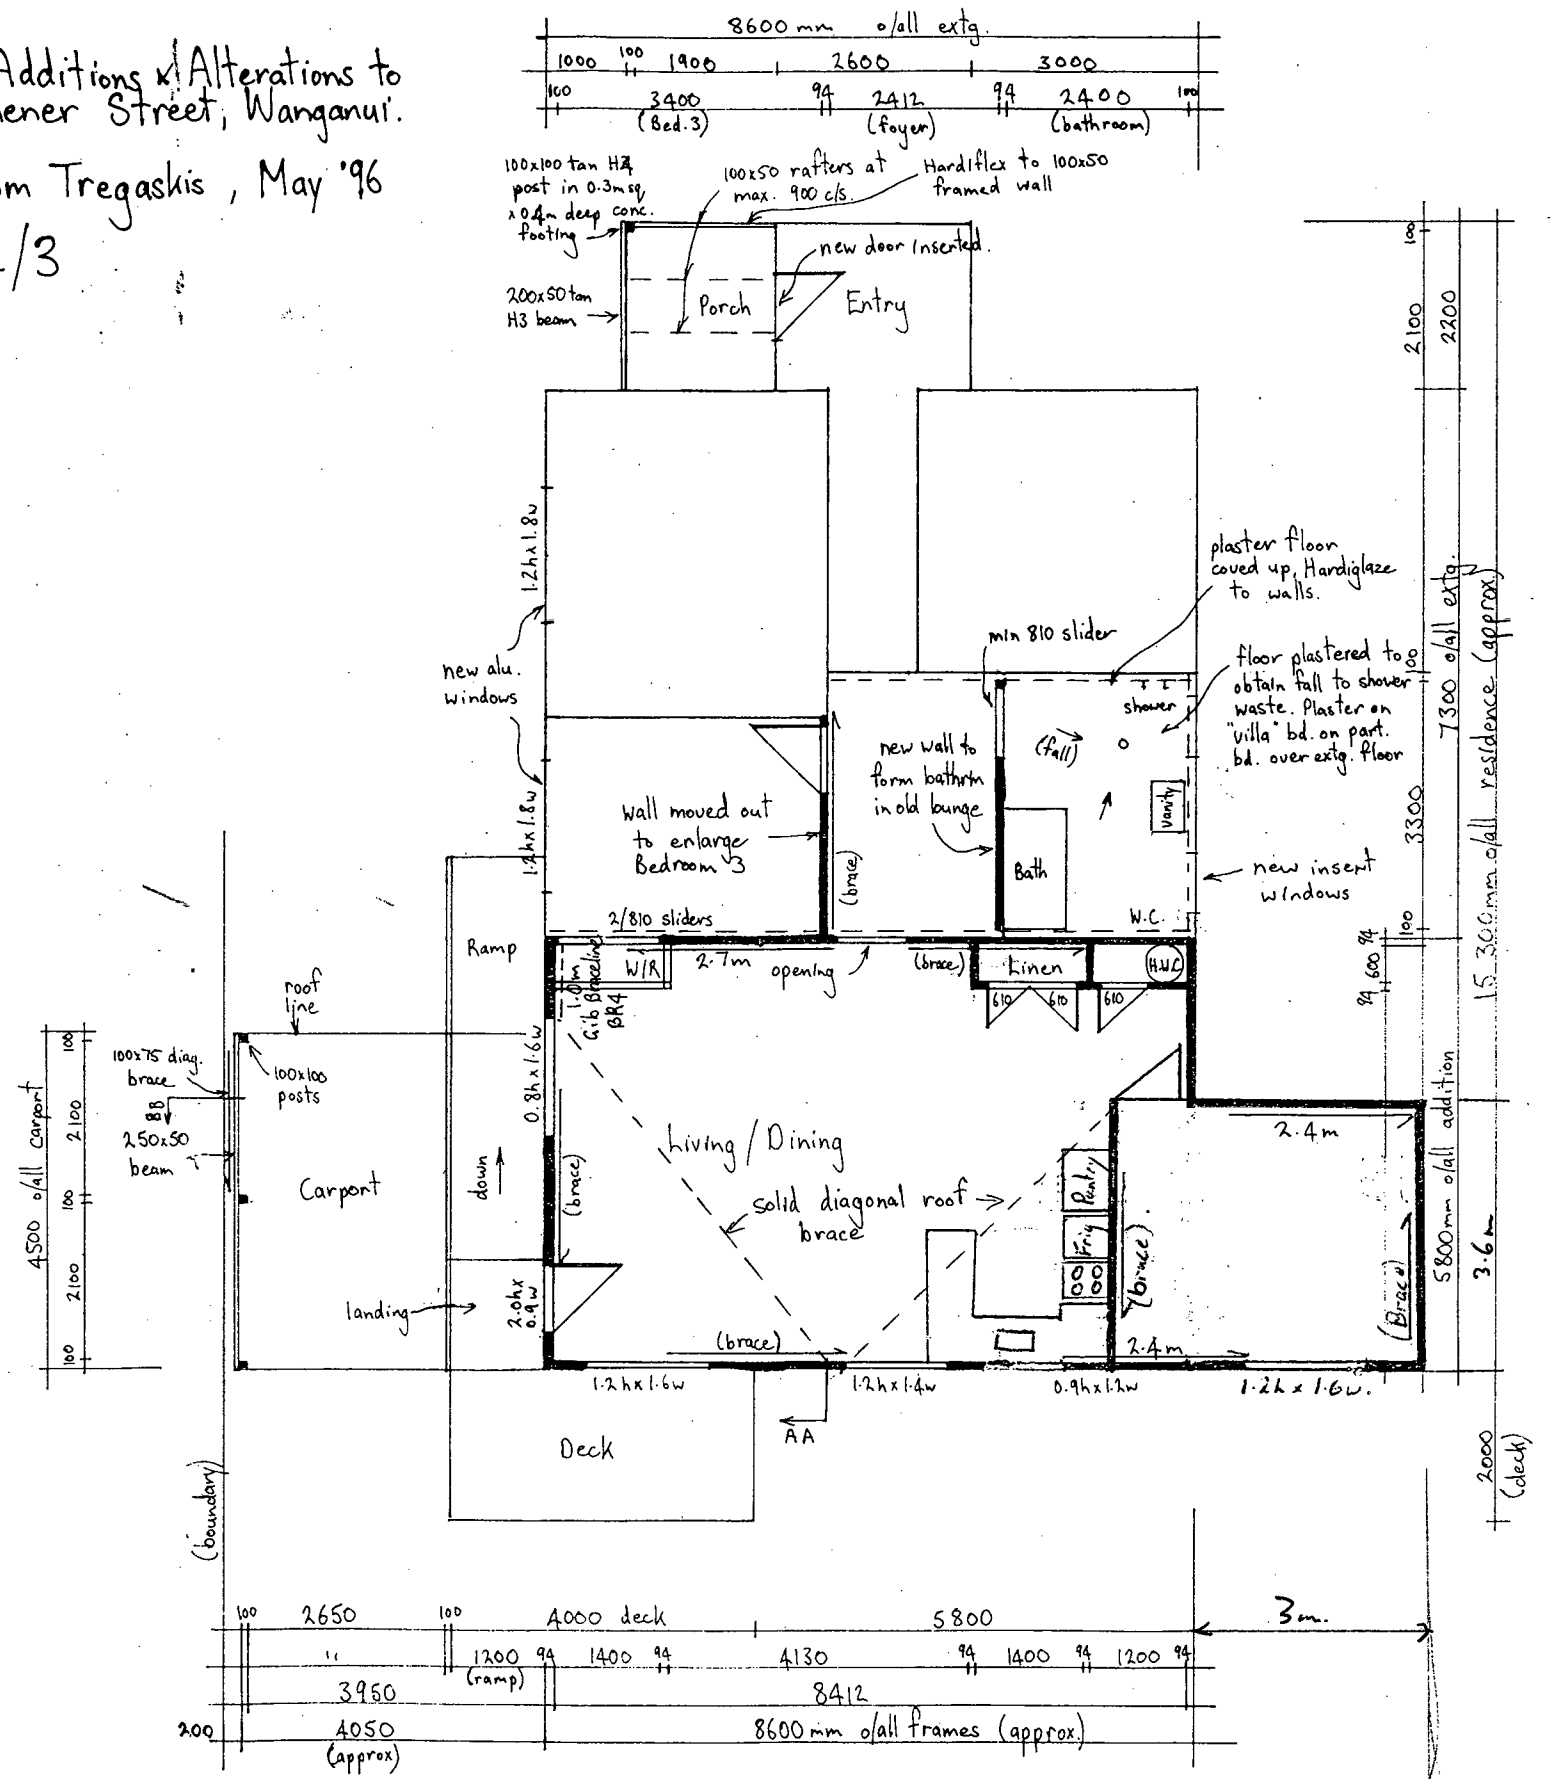 Additions & Alterations to
ener Street, Wanganui.
m Tregaskis, May '96
/3
8600mm o/all extg.
1000 100 1900 2600 3000
100 3400 94 2412 94 2400 100
(Bed.3) (foyer) (bathroom)
100x100 tan H4
post in 0.3m sq
x 0.4m deep conc.
footing
100x50 rafters at
max. 900 c/s.
Hardiflex to 100x50
framed wall
new door inserted.
200x50 tan
H3 beam
Porch
Entry
100
2100
2200
1.2h x 1.8w
new alu.
windows
1.2h x 1.8w
plaster floor
coved up, Hardiglaze
to walls.
min 810 slider
floor plastered to
obtain fall to shower
waste. Plaster on
"villa" bd. on part.
bd. over extg. floor
shower
(fall)
vanity
new wall to
form bathrm
in old lounge
Wall moved out
to enlarge
Bedroom 3
(brace)
Bath
W.C.
new insert
windows
100
3300
100
7300 o/all extg.
15 300mm o/all residence (approx)
2/810 sliders
Ramp
W/R
2.7m
opening
(brace)
Linen
H.W.C
610 610 610
1.0m
Gib Braceline
BR4
94 600 94
roof
line
100x75 diag.
brace
100x100
posts
BB
250x50
beam
4500 o/all carport
100
2100
100
2100
100
Carport
down
0.8h x 1.6w
(brace)
Living / Dining
solid diagonal roof
brace
Pantry
Frig
(brace).
2.4m
(Brace)
5800mm o/all addition
3.6m
landing
2.0h x
0.9w
(brace)
2.4m
1.2h x 1.6w
1.2h x 1.4w
0.9h x 1.2w
1.2h x 1.6w.
AA
Deck
2000
(deck)
(boundary)
100 2650 100 4000 deck 5800 3m.
" 1200 94 1400 94 4130 94 1400 94 1200 94
(ramp)
3950 8412
200 4050 8600mm o/all frames (approx.)
(approx)